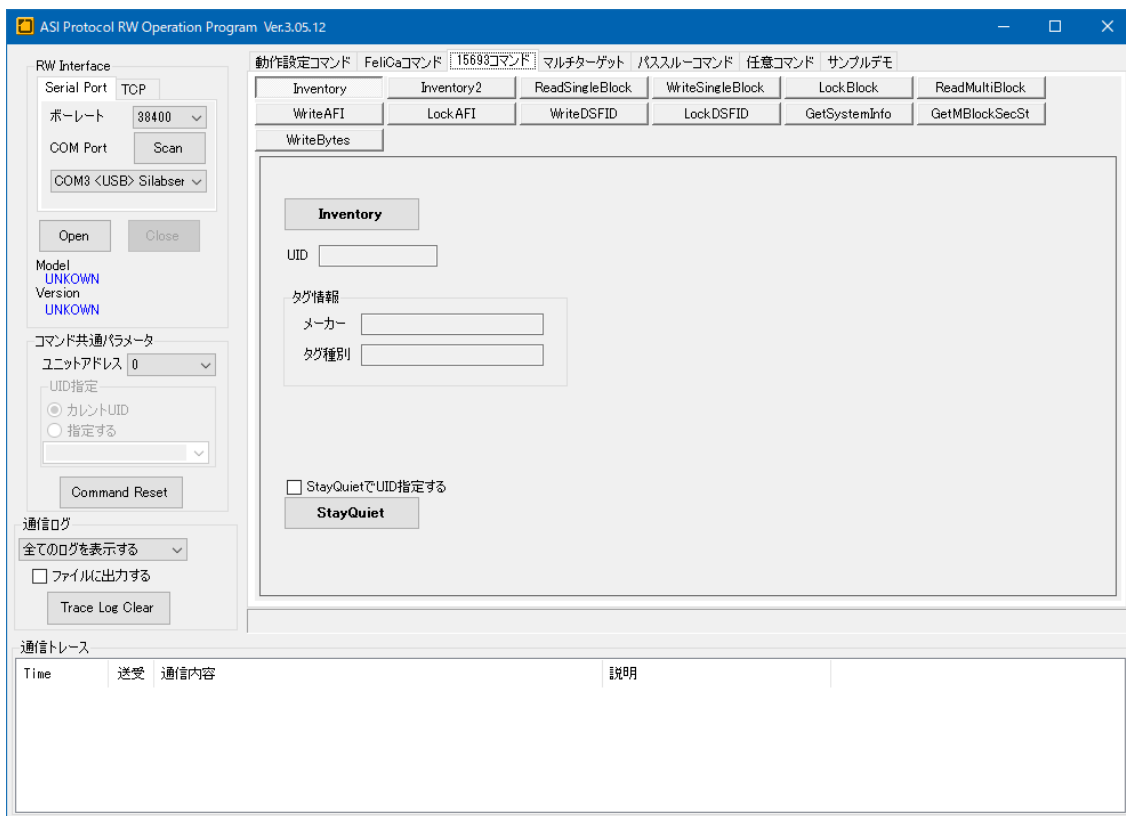 ASI Protocol RW Operation Program Ver.3.05.12
RW Interface
Serial Port TCP
ボーレート 38400
COM Port Scan
COM3 <USB> Silabser
Open Close
Model
UNKOWN
Version
UNKOWN
コマンド共通パラメータ
ユニットアドレス 0
UID指定
カレントUID
指定する
Command Reset
通信ログ
全てのログを表示する
ファイルに出力する
Trace Log Clear
動作設定コマンド FeliCaコマンド 15693コマンド マルチターゲット パススルーコマンド 任意コマンド サンプルデモ
Inventory Inventory2 ReadSingleBlock WriteSingleBlock LockBlock ReadMultiBlock
WriteAFI LockAFI WriteDSFID LockDSFID GetSystemInfo GetMBlockSecSt
WriteBytes
Inventory
UID
タグ情報
メーカー
タグ種別
StayQuietでUID指定する
StayQuiet
通信トレース
Time 送受 通信内容 説明